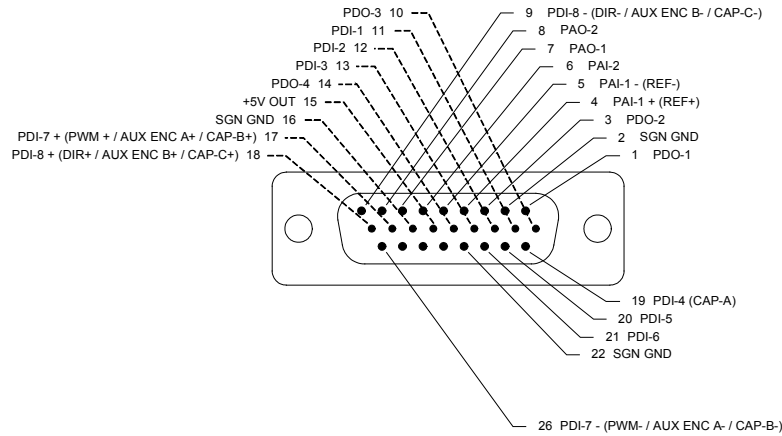 PDO-3 10
PDI-1 11
PDI-2 12
PDI-3 13
PDO-4 14
+5V OUT 15
SGN GND 16
PDI-7 + (PWM + / AUX ENC A+ / CAP-B+) 17
PDI-8 + (DIR+ / AUX ENC B+ / CAP-C+) 18
9 PDI-8 - (DIR- / AUX ENC B- / CAP-C-)
8 PAO-2
7 PAO-1
6 PAI-2
5 PAI-1 - (REF-)
4 PAI-1 + (REF+)
3 PDO-2
2 SGN GND
1 PDO-1
19 PDI-4 (CAP-A)
20 PDI-5
21 PDI-6
22 SGN GND
26 PDI-7 - (PWM- / AUX ENC A- / CAP-B-)